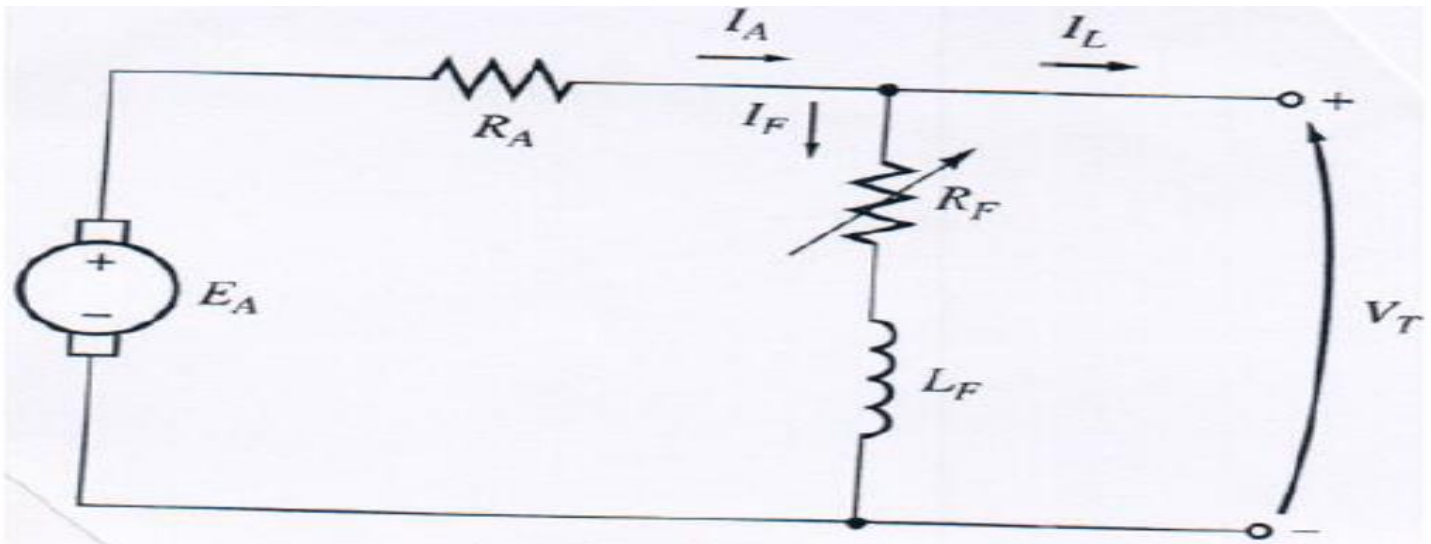 I_A
I_L
+
R_A
I_F
R_F
+
−
E_A
V_T
L_F
−